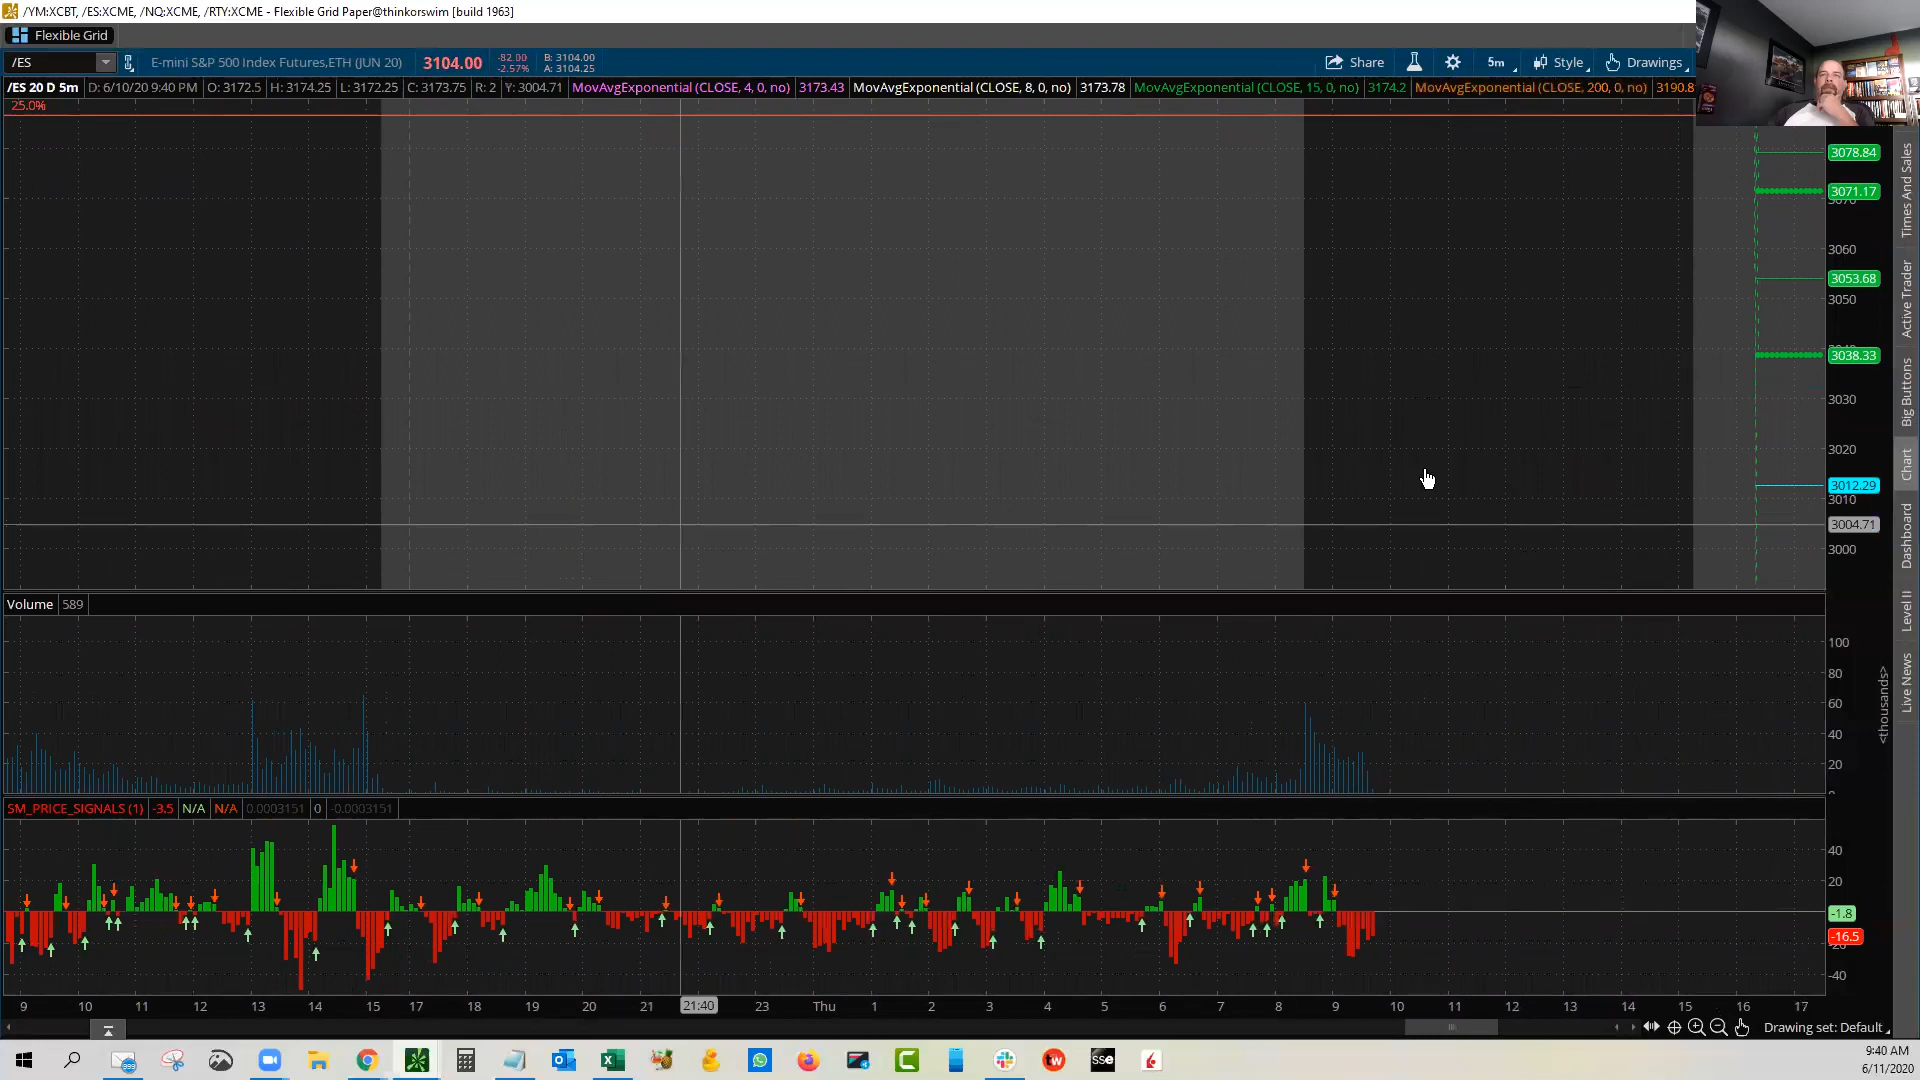 /YM:XCBT, /ES:XCME, /NQ:XCME, /RTY:XCME - Flexible Grid Paper@thinkorswim [build 1963]
Flexible Grid
/ES E-mini S&P 500 Index Futures,ETH (JUN 20) 3104.00 -82.00 -2.57% B: 3104.00 A: 3104.25 Share 5m Style Drawings
/ES 20 D 5m D: 6/10/20 9:40 PM O: 3172.5 H: 3174.25 L: 3172.25 C: 3173.75 R: 2 Y: 3004.71 MovAvgExponential (CLOSE, 4, 0, no) 3173.43 MovAvgExponential (CLOSE, 8, 0, no) 3173.78 MovAvgExponential (CLOSE, 15, 0, no) 3174.2 MovAvgExponential (CLOSE, 200, 0, no) 3190.8
25.0%
3078.84
3071.17
3060
3053.68
3050
3038.33
3030
3020
3012.29
3010
3004.71
3000
Times And Sales
Active Trader
Big Buttons
Chart
Dashboard
Level II
Live News
Volume 589
100
80
60
40
20
<thousands>
SM_PRICE_SIGNALS (1) -3.5 N/A N/A 0.0003151 0 -0.0003151
40
20
-1.8
-16.5
-40
9 10 11 12 13 14 15 16 17 18 19 20 21 21:40 23 Thu 1 2 3 4 5 6 7 8 9 10 11 12 13 14 15 16 17
Drawing set: Default
999 tw SSE
9:40 AM
6/11/2020